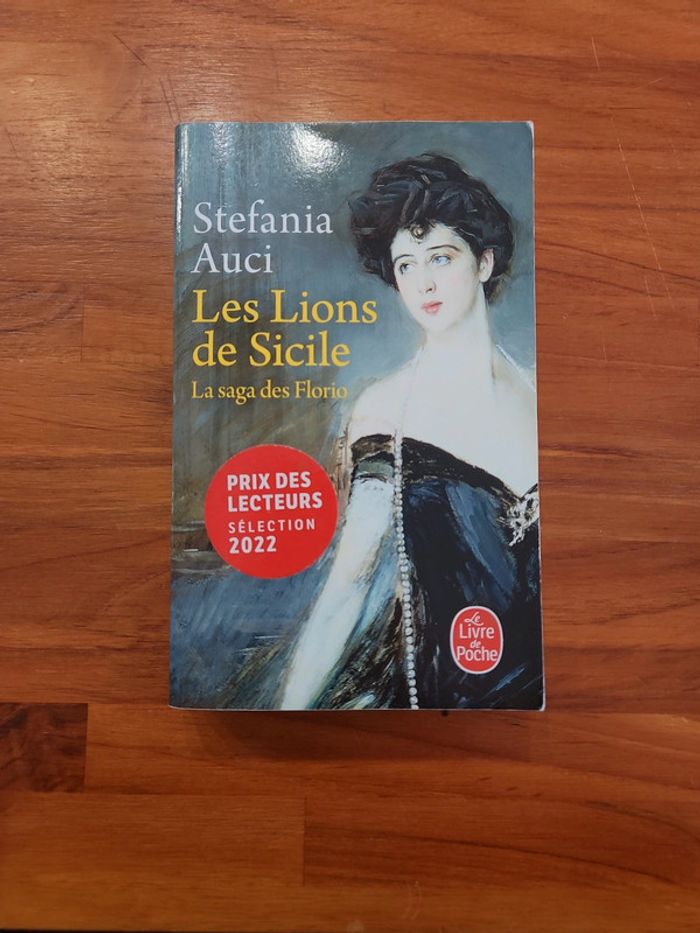 Stefania
Auci
Les Lions
de Sicile
La saga des Florio
PRIX DES
LECTEURS
SÉLECTION
2022
Le
Livre
de
Poche